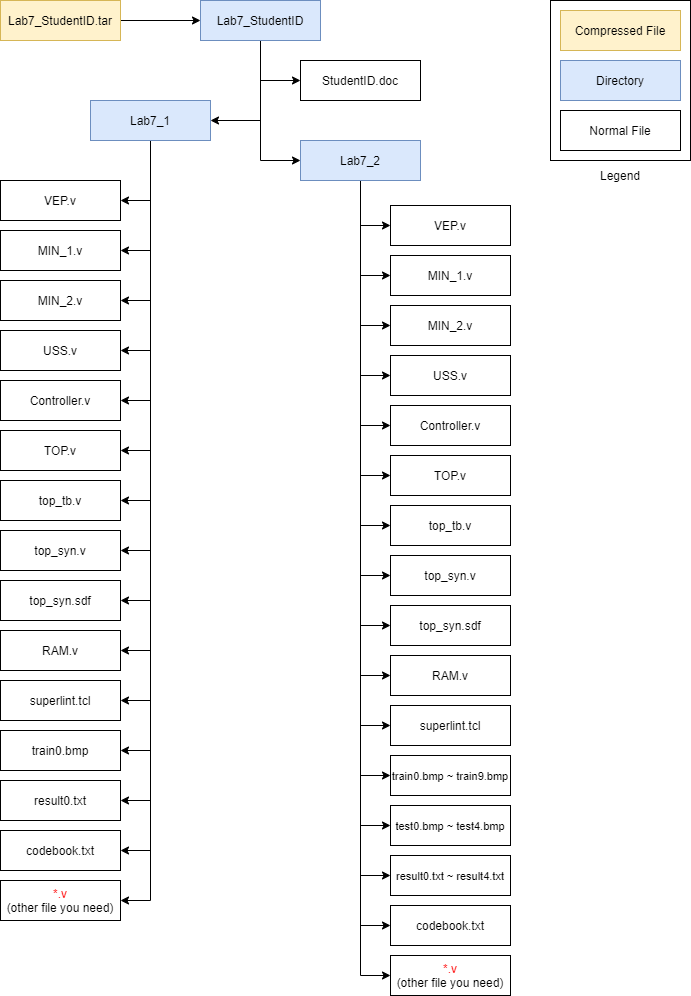 Lab7_StudentID.tar
Lab7_StudentID
Compressed File
Directory
Normal File
Legend
StudentID.doc
Lab7_1
Lab7_2
VEP.v
MIN_1.v
MIN_2.v
USS.v
Controller.v
TOP.v
top_tb.v
top_syn.v
top_syn.sdf
RAM.v
superlint.tcl
train0.bmp
result0.txt
codebook.txt
*.v
(other file you need)
VEP.v
MIN_1.v
MIN_2.v
USS.v
Controller.v
TOP.v
top_tb.v
top_syn.v
top_syn.sdf
RAM.v
superlint.tcl
train0.bmp ~ train9.bmp
test0.bmp ~ test4.bmp
result0.txt ~ result4.txt
codebook.txt
*.v
(other file you need)